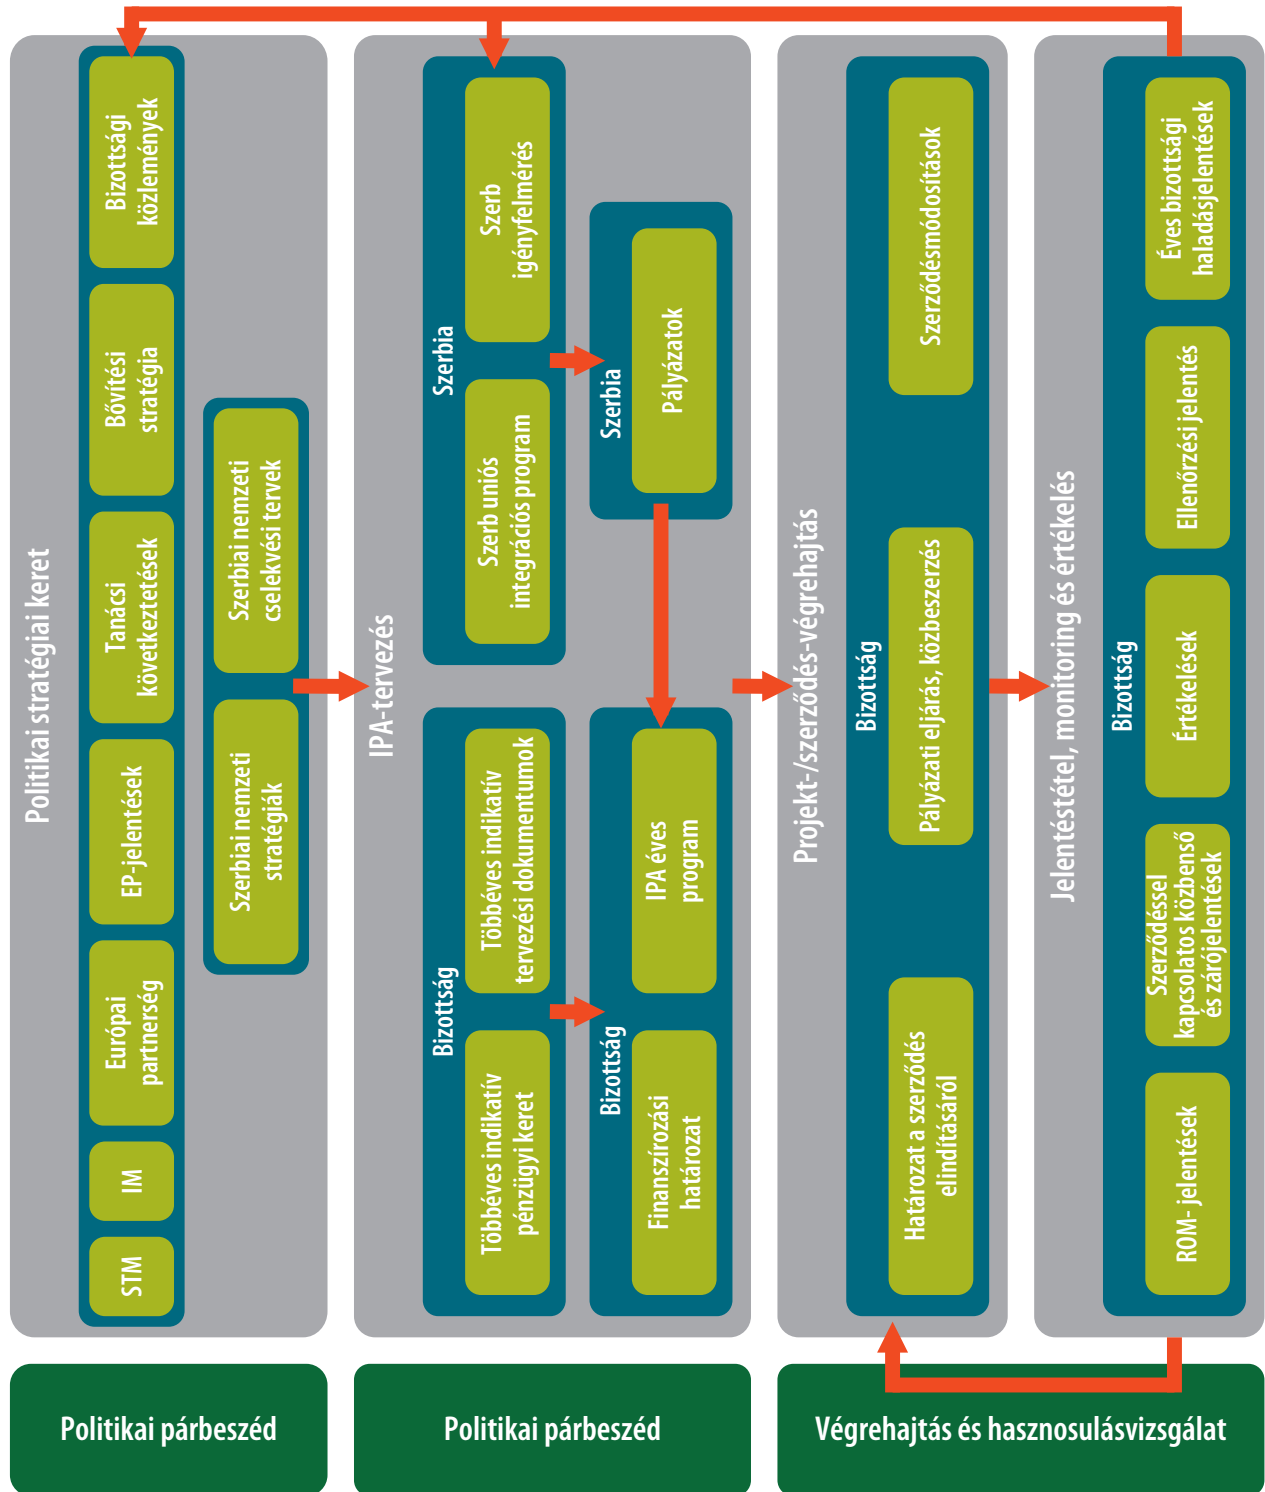 Politikai stratégiai keret
STM
IM
Európai
partnerség
EP-jelentések
Tanácsi
következtetések
Bővítési
stratégia
Bizottsági
közlemények
Szerbiai nemzeti
stratégiák
Szerbiai nemzeti
cselekvési tervek
IPA-tervezés
Bizottság
Többéves indikatív
pénzügyi keret
Többéves indikatív
tervezési dokumentumok
Szerbia
Szerb uniós
integrációs program
Szerb
igényfelmérés
Bizottság
Finanszírozási
határozat
IPA éves
program
Szerbia
Pályázatok
Projekt-/szerződés-végrehajtás
Bizottság
Határozat a szerződés
elindításáról
Pályázati eljárás, közbeszerzés
Szerződésmódosítások
Jelentéstétel, monitoring és értékelés
Bizottság
ROM- jelentések
Szerződéssel
kapcsolatos közbenső
és zárójelentések
Értékelések
Ellenőrzési jelentés
Éves bizottsági
haladásjelentések
Politikai párbeszéd
Politikai párbeszéd
Végrehajtás és hasznosulásvizsgálat